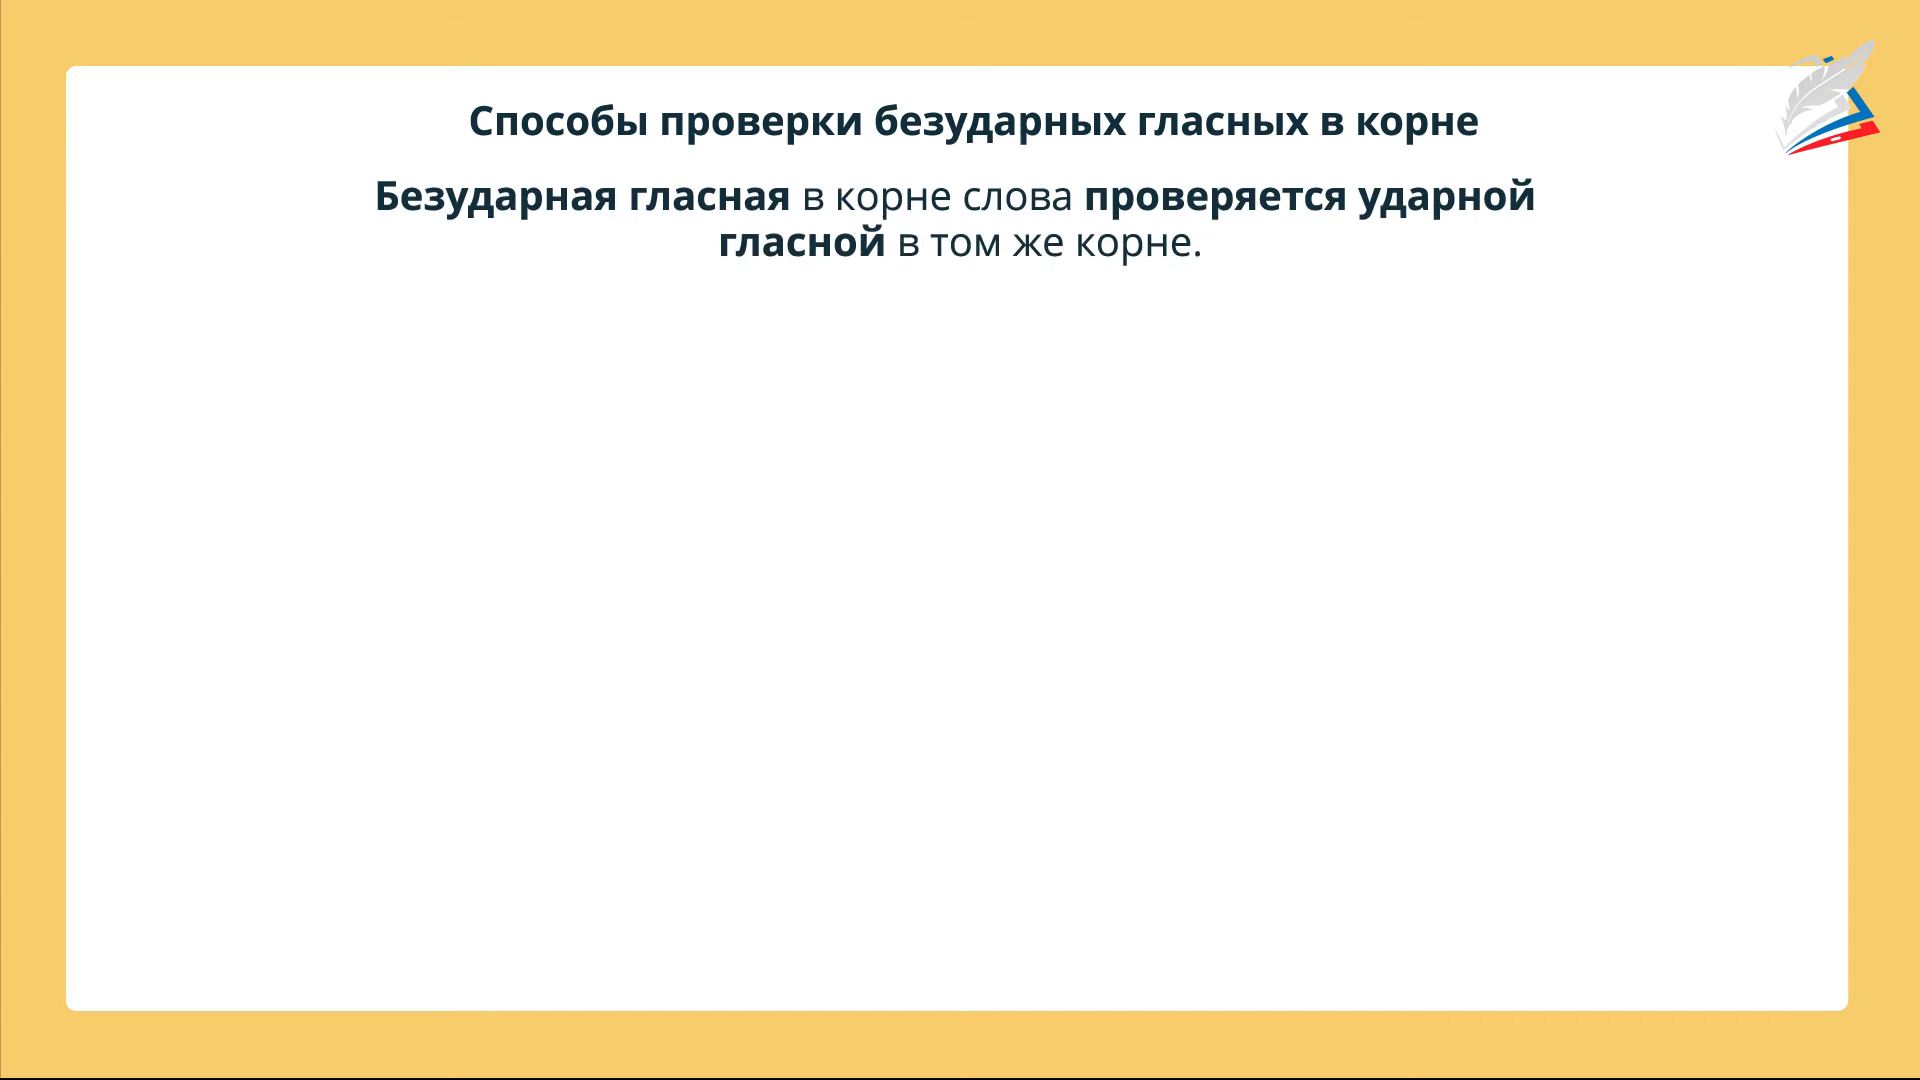 Способы проверки безударных гласных в корне
Безударная гласная в корне слова проверяется ударной
гласной в том же корне.